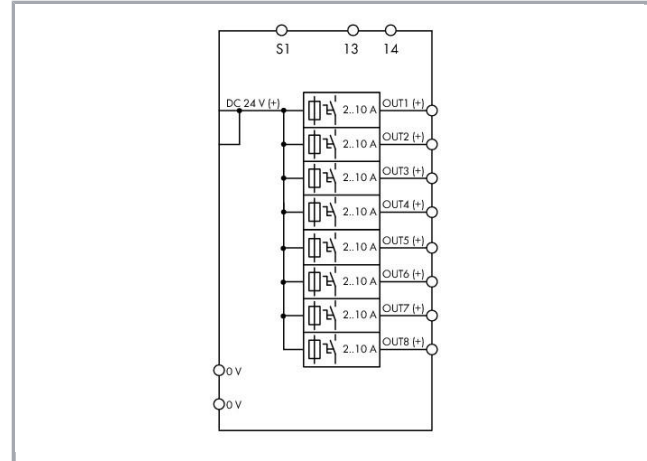 S1 13 14
DC 24 V (+) 2..10 A OUT1 (+)
2..10 A OUT2 (+)
2..10 A OUT3 (+)
2..10 A OUT4 (+)
2..10 A OUT5 (+)
2..10 A OUT6 (+)
2..10 A OUT7 (+)
2..10 A OUT8 (+)
0 V
0 V